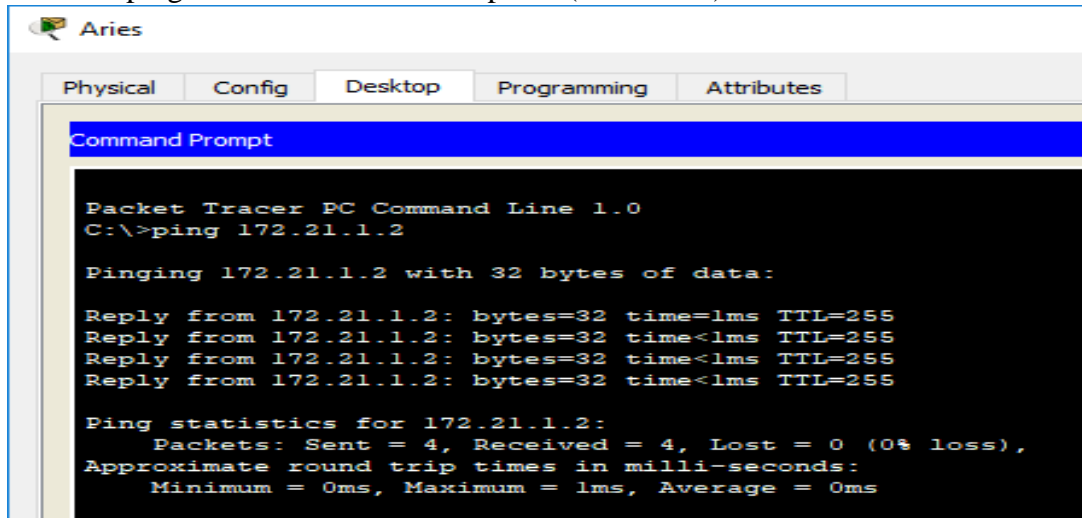 Aries
Physical Config Desktop Programming Attributes
Command Prompt
Packet Tracer PC Command Line 1.0
C:\>ping 172.21.1.2
Pinging 172.21.1.2 with 32 bytes of data:
Reply from 172.21.1.2: bytes=32 time=1ms TTL=255
Reply from 172.21.1.2: bytes=32 time<1ms TTL=255
Reply from 172.21.1.2: bytes=32 time<1ms TTL=255
Reply from 172.21.1.2: bytes=32 time<1ms TTL=255
Ping statistics for 172.21.1.2:
Packets: Sent = 4, Received = 4, Lost = 0 (0% loss),
Approximate round trip times in milli-seconds:
Minimum = 0ms, Maximum = 1ms, Average = 0ms